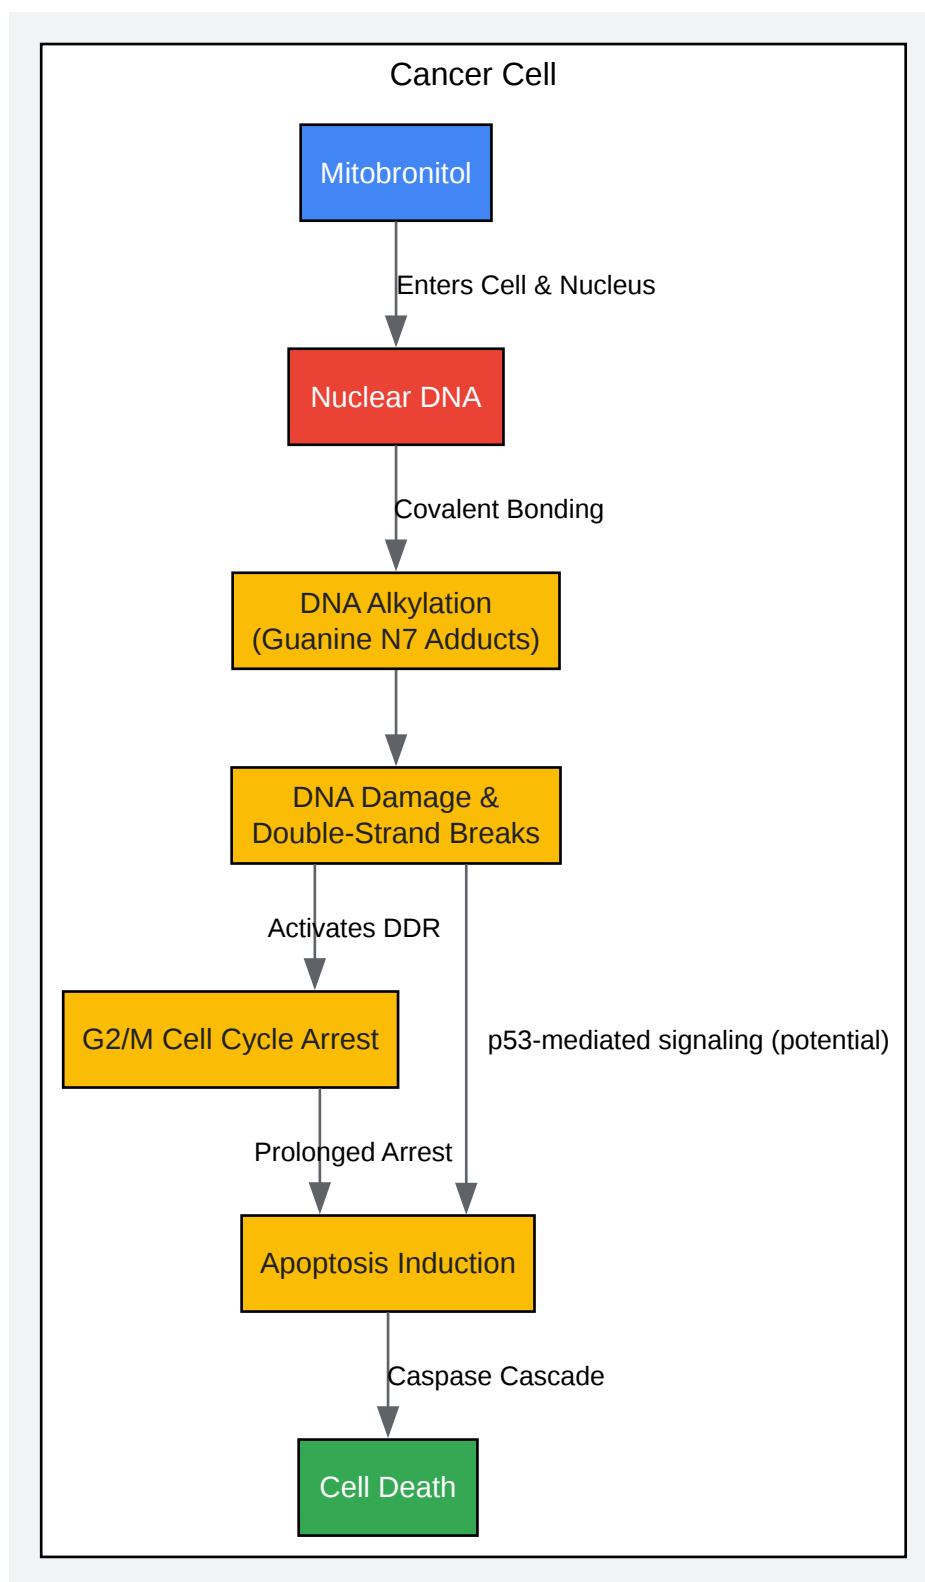 Cancer Cell
Mitobronitol
Enters Cell & Nucleus
Nuclear DNA
Covalent Bonding
DNA Alkylation
(Guanine N7 Adducts)
DNA Damage &
Double-Strand Breaks
Activates DDR
G2/M Cell Cycle Arrest
p53-mediated signaling (potential)
Prolonged Arrest
Apoptosis Induction
Caspase Cascade
Cell Death